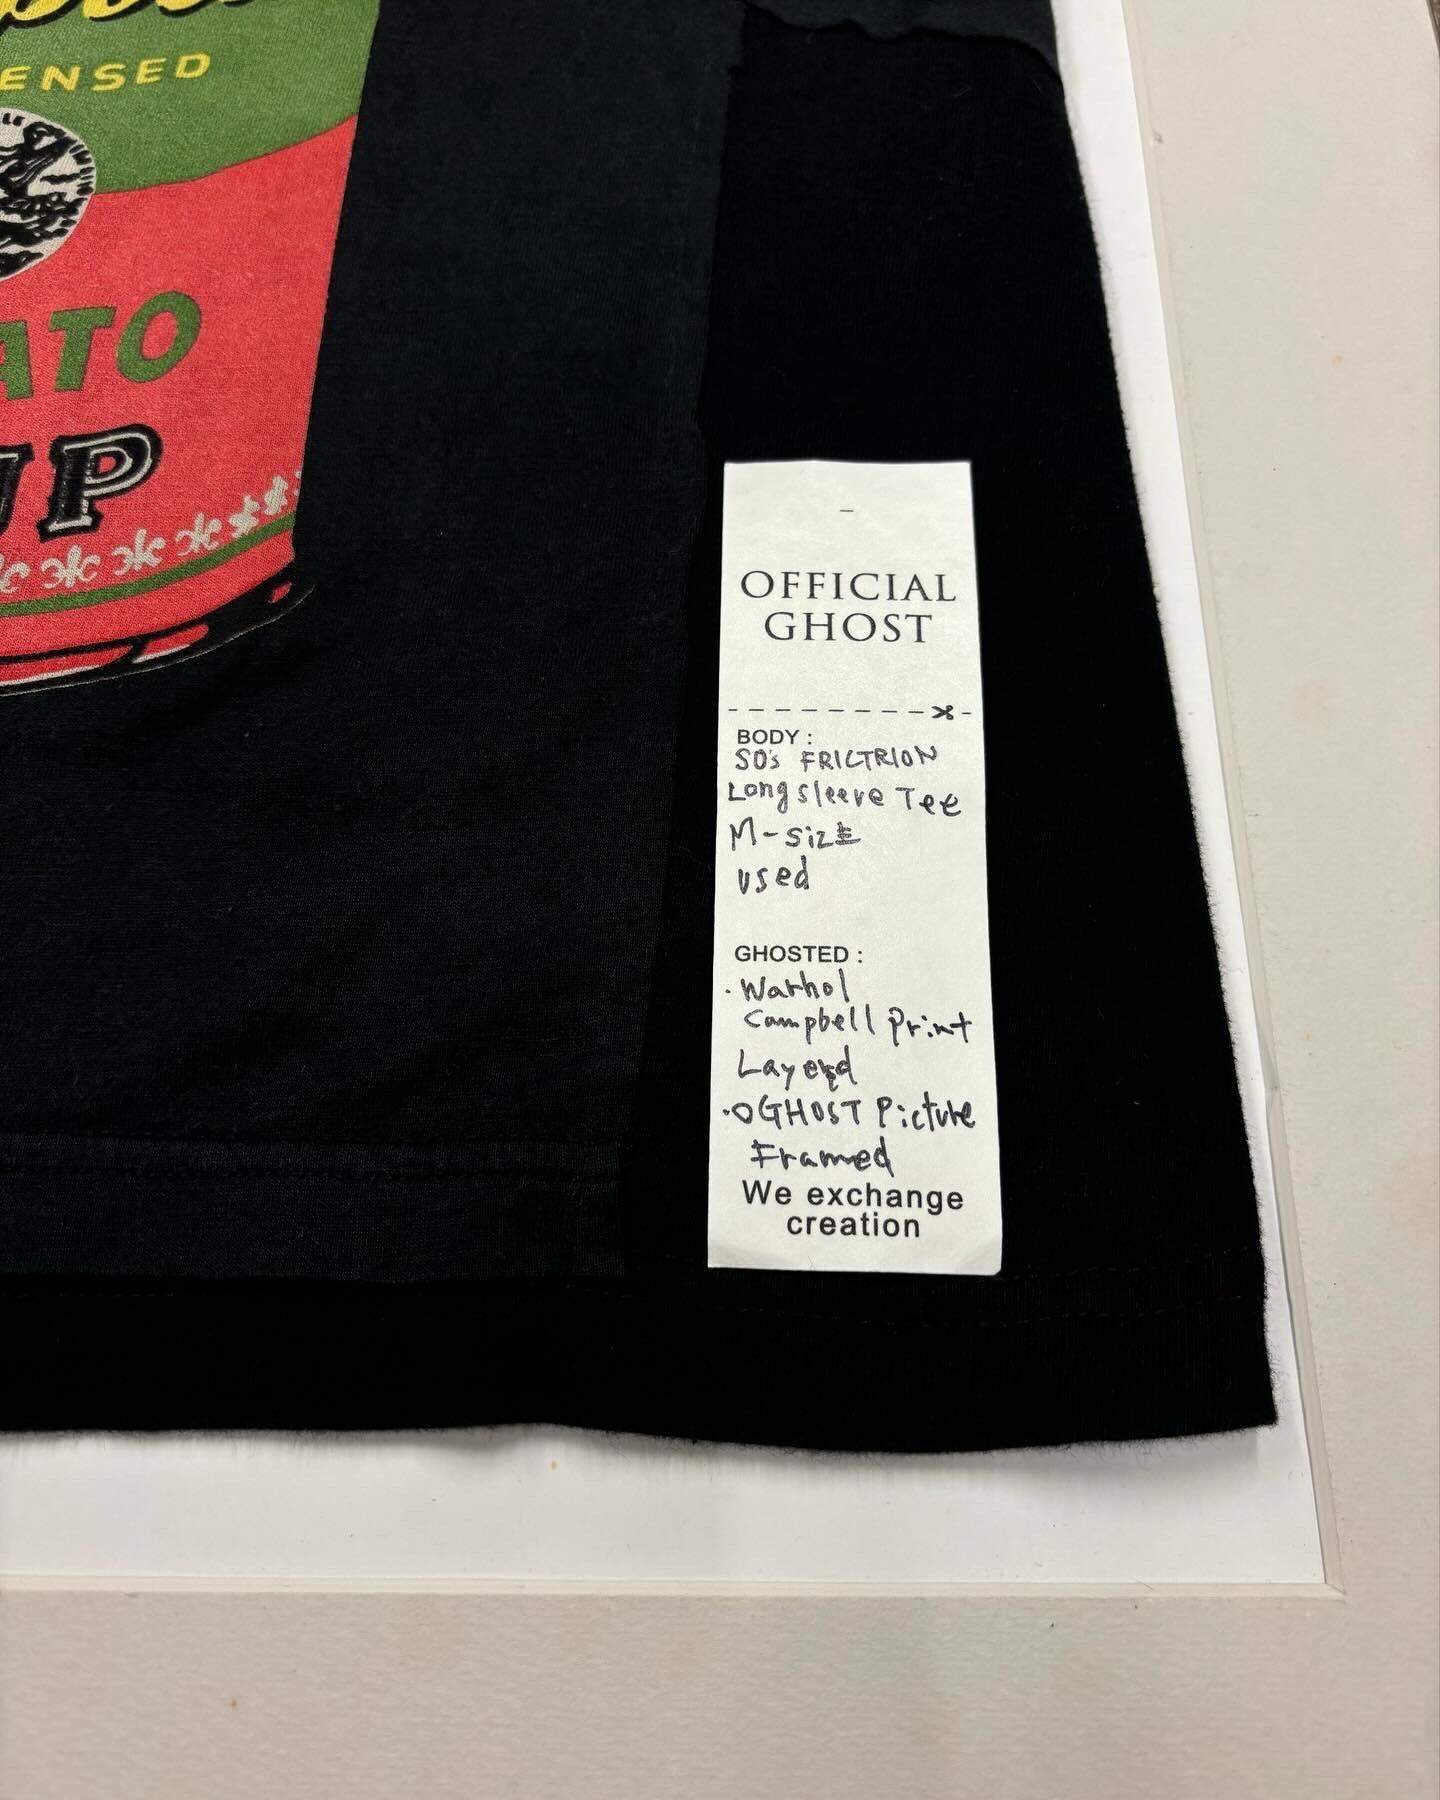 ENSED
ATO
UP
OFFICIAL
GHOST
BODY :
SO's FRICTRION
Longsleeve Tee
M-size
used
GHOSTED :
・Warhol
Campbell Print
Layerd
・OGHOST Picture
Framed
We exchange
creation